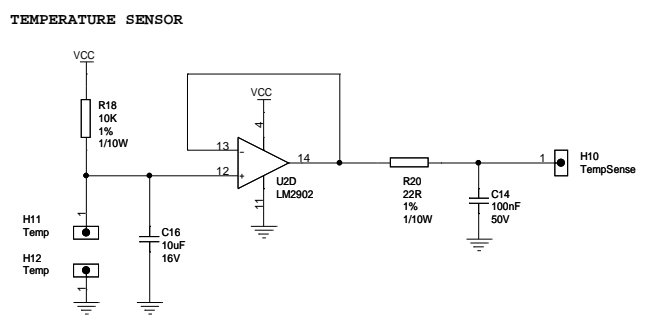 TEMPERATURE SENSOR
VCC
R18
10K
1%
1/10W
VCC
4
13
12
14
11
U2D
LM2902
R20
22R
1%
1/10W
1
H10
TempSense
C14
100nF
50V
H11
Temp
1
C16
10uF
16V
H12
Temp
1